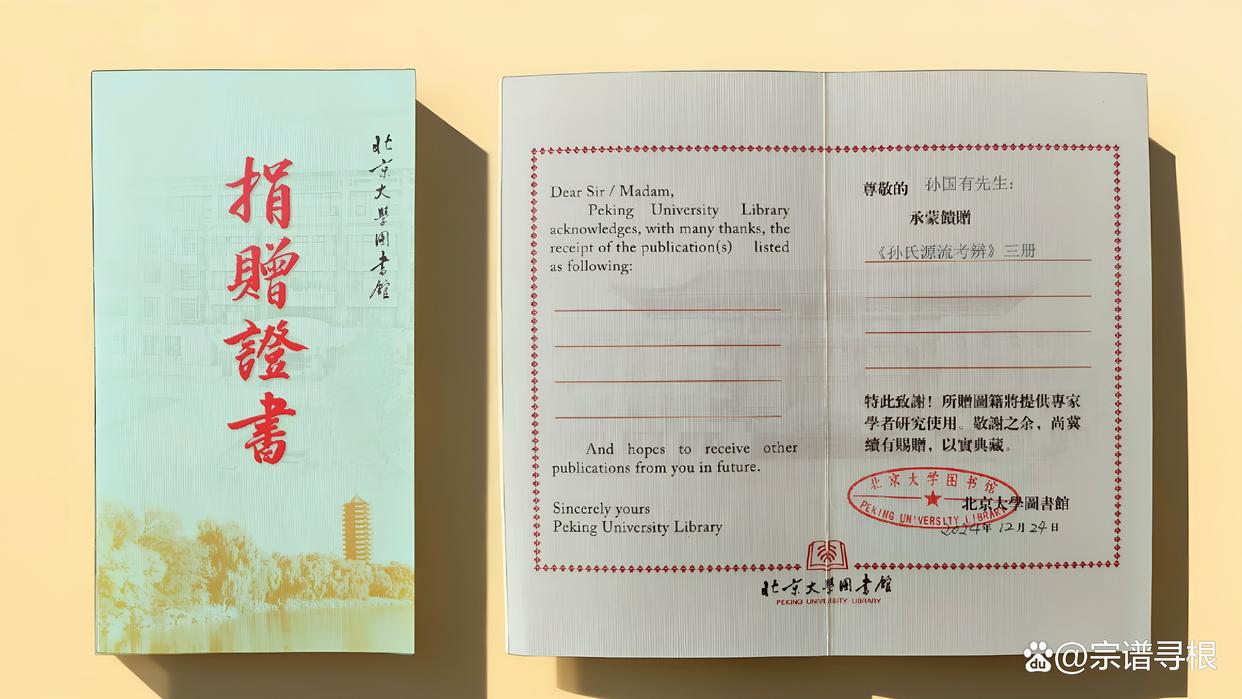 北京大學圖書館
捐贈證書
Dear Sir / Madam,
Peking University Library
acknowledges, with many thanks, the
receipt of the publication(s) listed
as following:
And hopes to receive other
publications from you in future.
Sincerely yours
Peking University Library
尊敬的 孙国有先生：
承蒙饋贈
《孙氏源流考辨》三册
特此致謝！所贈圖籍將提供專家
學者研究使用。敬謝之余，尚冀
續有賜贈，以實典藏。
北京大学图书馆
PEKING UNIVERSITY LIBRARY
北京大學圖書館
2024年12月24日
北京大學圖書館
PEKING UNIVERSITY LIBRARY
du @宗谱寻根